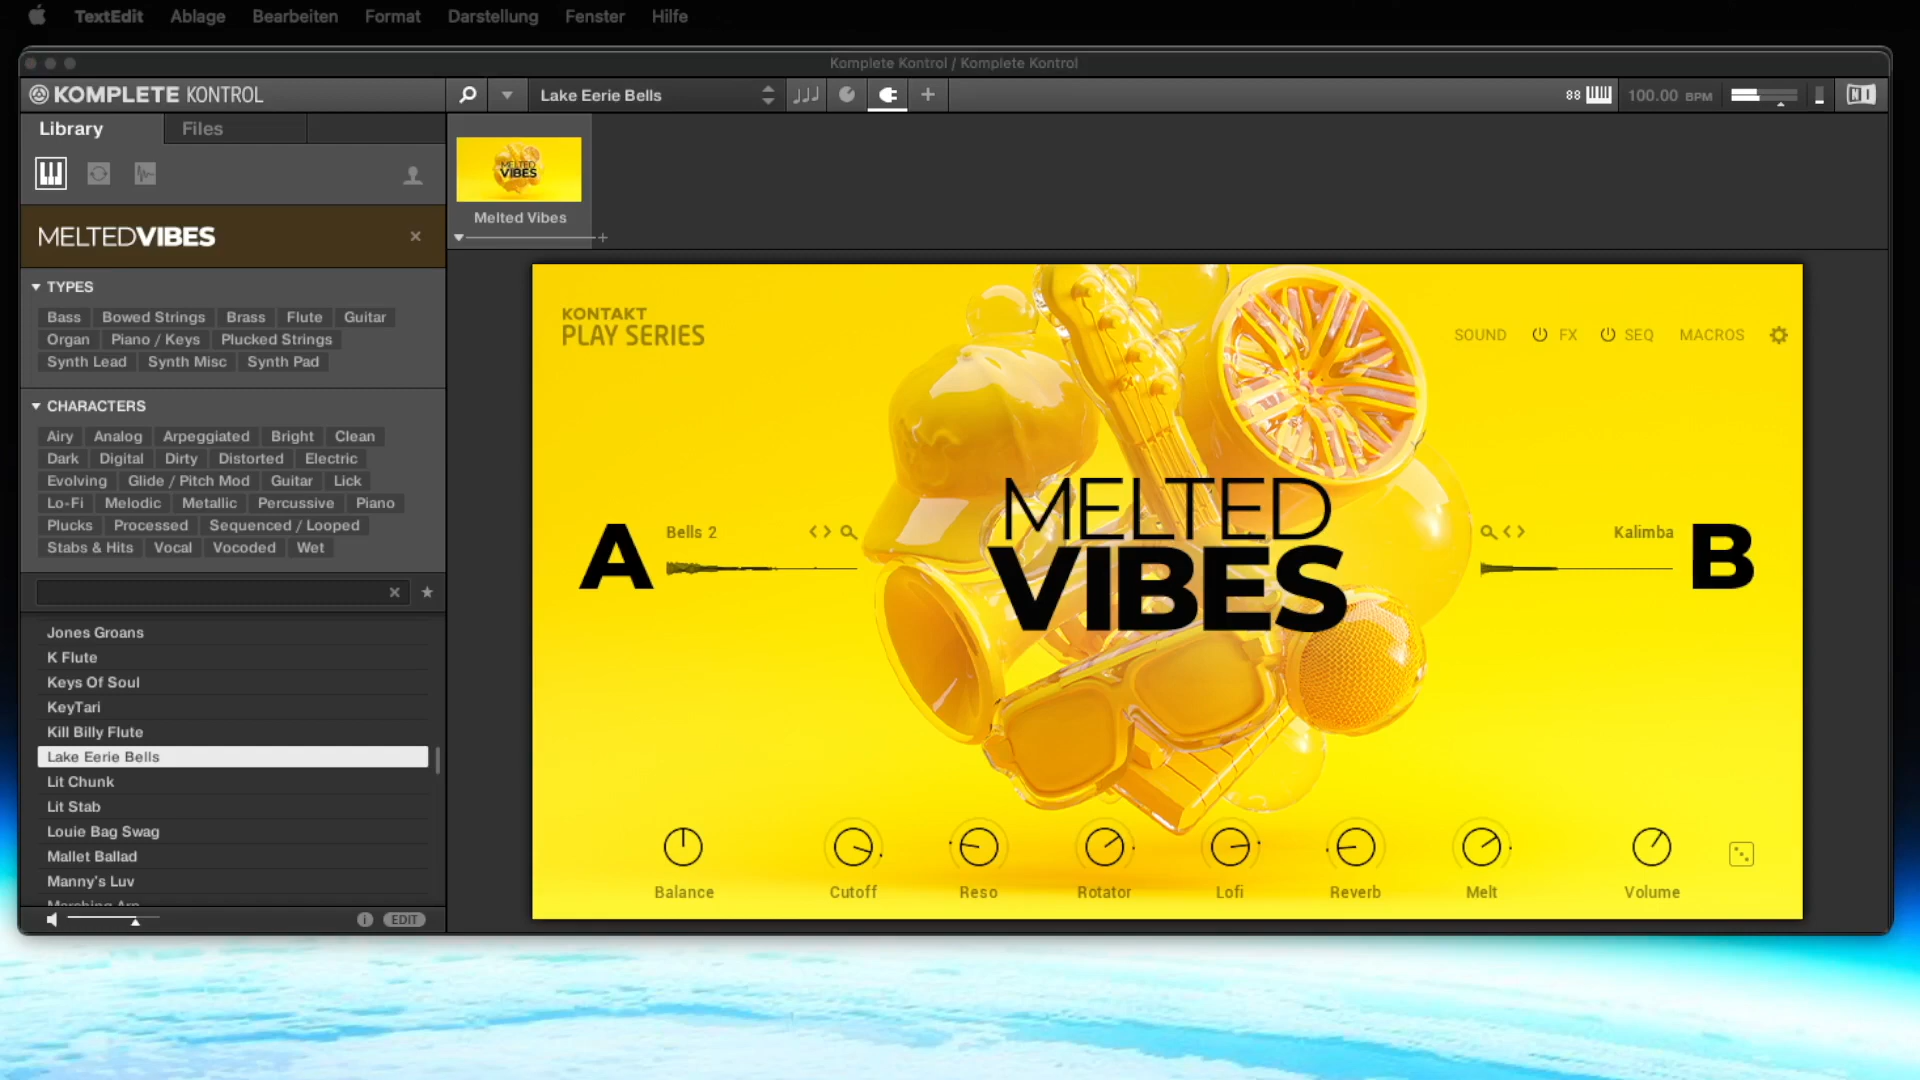 TextEdit Ablage Bearbeiten Format Darstellung Fenster Hilfe
Komplete Kontrol / Komplete Kontrol
KOMPLETE KONTROL
Lake Eerie Bells
88
100.00 BPM
Library Files
MELTED VIBES
Melted Vibes
MELTEDVIBES
TYPES
Bass Bowed Strings Brass Flute Guitar
Organ Piano / Keys Plucked Strings
Synth Lead Synth Misc Synth Pad
CHARACTERS
Airy Analog Arpeggiated Bright Clean
Dark Digital Dirty Distorted Electric
Evolving Glide / Pitch Mod Guitar Lick
Lo-Fi Melodic Metallic Percussive Piano
Plucks Processed Sequenced / Looped
Stabs & Hits Vocal Vocoded Wet
Jones Groans
K Flute
Keys Of Soul
KeyTari
Kill Billy Flute
Lake Eerie Bells
Lit Chunk
Lit Stab
Louie Bag Swag
Mallet Ballad
Manny's Luv
EDIT
KONTAKT
PLAY SERIES
SOUND FX SEQ MACROS
A Bells 2
MELTED
VIBES
Kalimba B
Balance Cutoff Reso Rotator Lofi Reverb Melt Volume